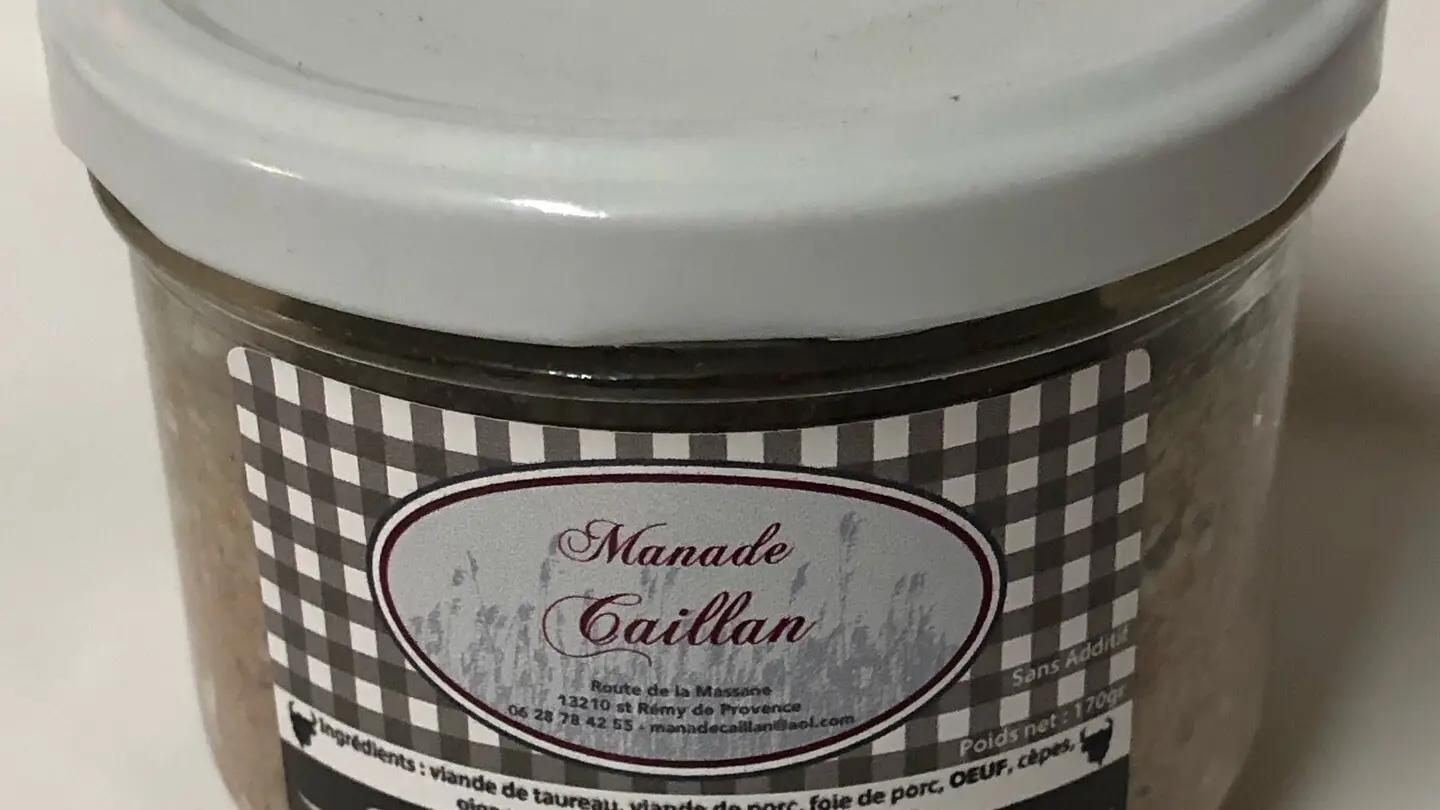 Manade
Caillan
Route de la Massane
13210 st Rémy de Provence
06 28 78 42 55 - manadecaillan@aol.com
Sans Additif
Poids net : 170gr
Ingrédients : viande de taureau, viande de porc, foie de porc, OEUF, cèpes,